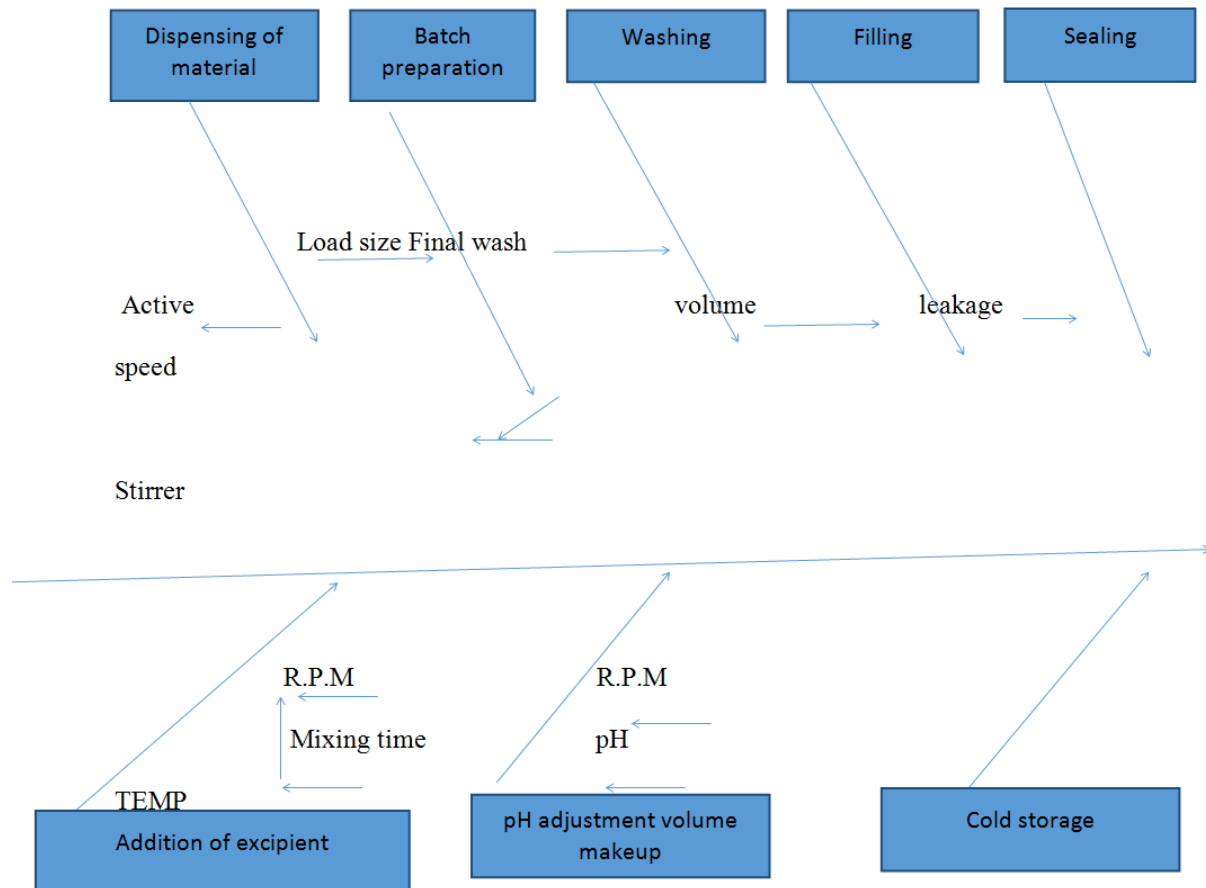 Dispensing of
material
Batch
preparation
Washing
Filling
Sealing
Load size Final wash
Active
volume
leakage
speed
Stirrer
R.P.M
R.P.M
Mixing time
pH
TEMP
Addition of excipient
pH adjustment volume
makeup
Cold storage